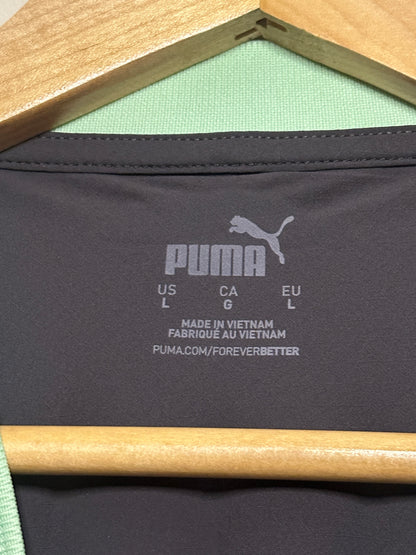 PUMA
US CA EU
L G L
MADE IN VIETNAM
FABRIQUÉ AU VIETNAM
PUMA.COM/FOREVERBETTER